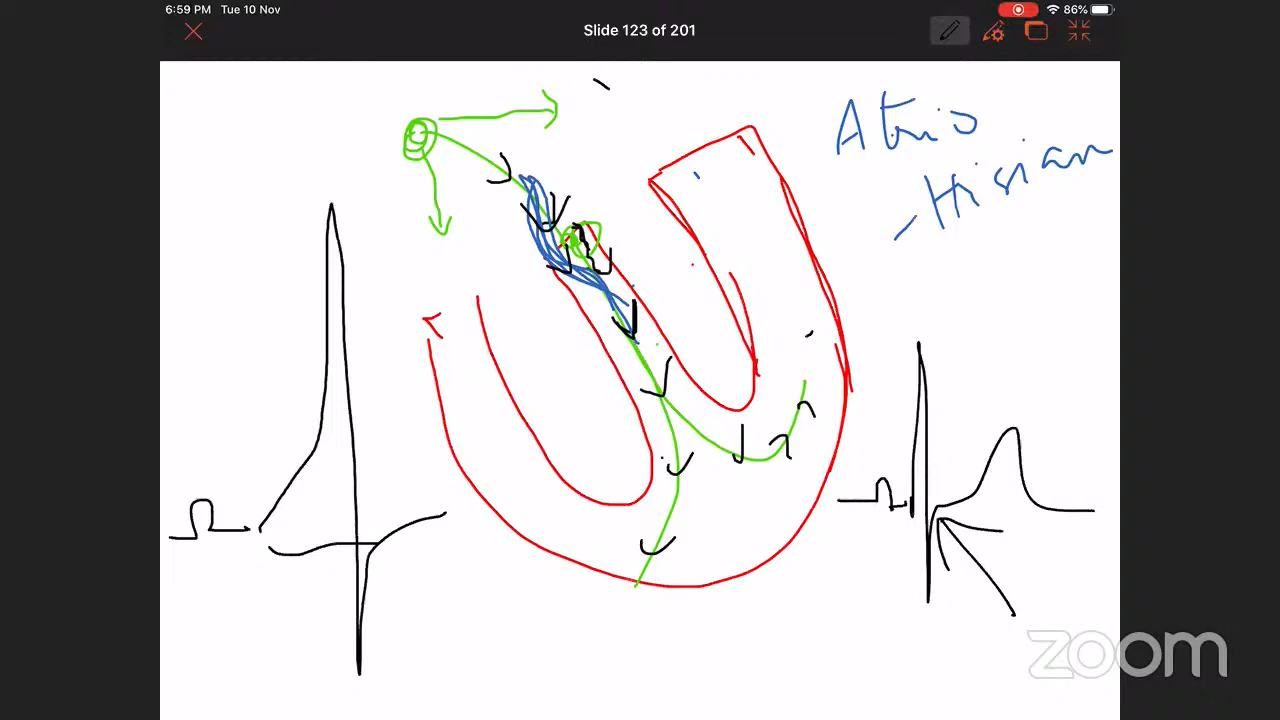 6:59 PM Tue 10 Nov
86%
Slide 123 of 201
Atrio
-Hisian
zoom